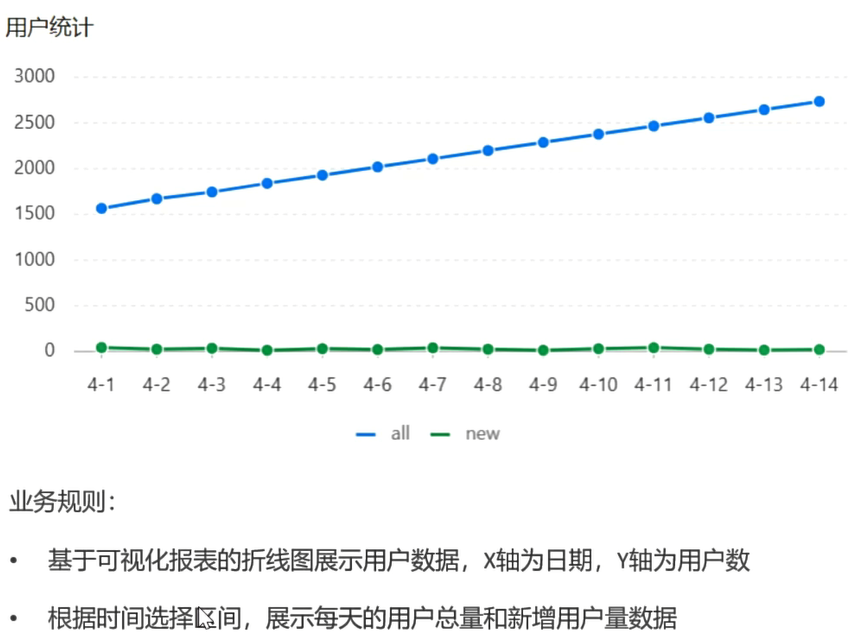 用户统计
3000
2500
2000
1500
1000
500
0
4-1 4-2 4-3 4-4 4-5 4-6 4-7 4-8 4-9 4-10 4-11 4-12 4-13 4-14
all new
业务规则：
• 基于可视化报表的折线图展示用户数据，X轴为日期，Y轴为用户数
• 根据时间选择区间，展示每天的用户总量和新增用户量数据